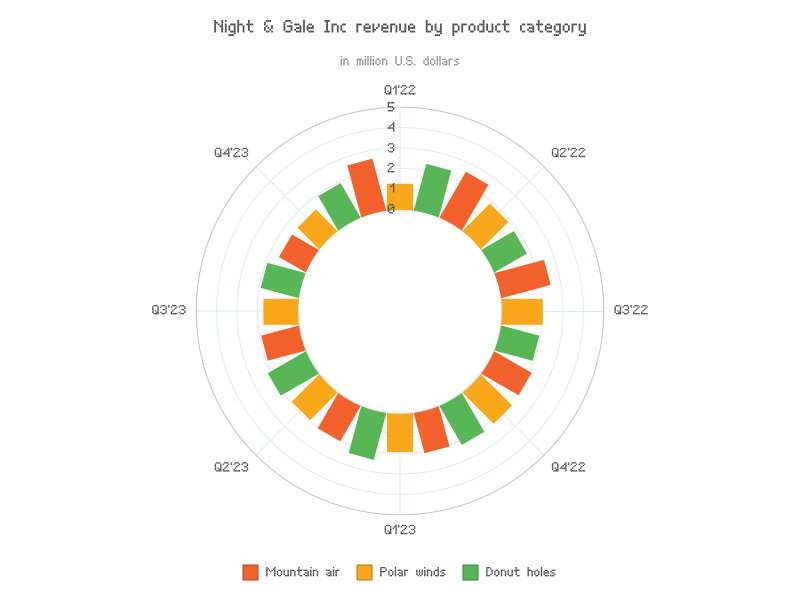 Night & Gale Inc revenue by product category
in million U.S. dollars
Q1'22
5
4
3
2
1
0
Q2'22
Q3'22
Q4'22
Q1'23
Q2'23
Q3'23
Q4'23
Mountain air
Polar winds
Donut holes